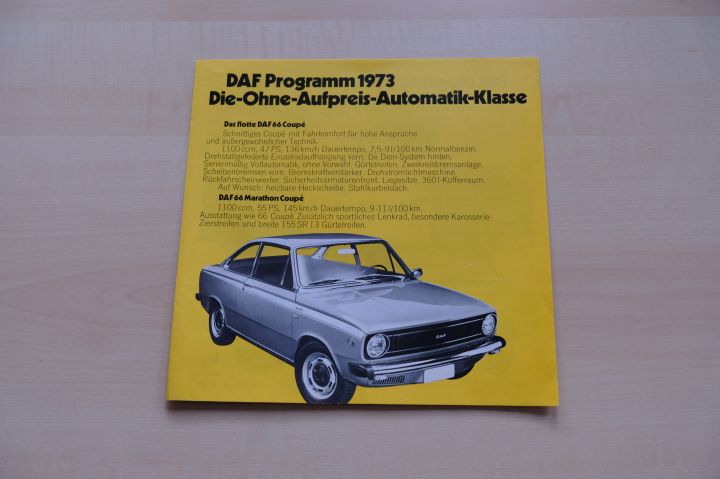 DAF Programm 1973
Die-Ohne-Aufpreis-Automatik-Klasse
Das flotte DAF 66 Coupé
Schnittiges Coupé mit Fahrkomfort für hohe Ansprüche
und außergewöhnlicher Technik.
1100 ccm, 47 PS, 136 km/h Dauertempo, 7,5-9 l/100 km Normalbenzin.
Drehstabgefederte Einzelradaufhängung vorn. De Dion-System hinten.
Serienmäßig Vollautomatik, ohne Vorwahl. Gürtelreifen. Zweikreisbremsanlage.
Scheibenbremsen vorn. Bremskraftverstärker. Drehstromlichtmaschine.
Rückfahrscheinwerfer. Sicherheitsarmaturenfront. Liegesitze. 360 l-Kofferraum.
Auf Wunsch: heizbare Heckscheibe. Stahlkurbeldach.
DAF 66 Marathon Coupé
1100 ccm, 55 PS, 145 km/h Dauertempo, 9-11 l/100 km.
Ausstattung wie 66 Coupé. Zusätzlich sportliches Lenkrad, besondere Karosserie-
Zierstreifen und breite 155 SR 13 Gürtelreifen.
DAF